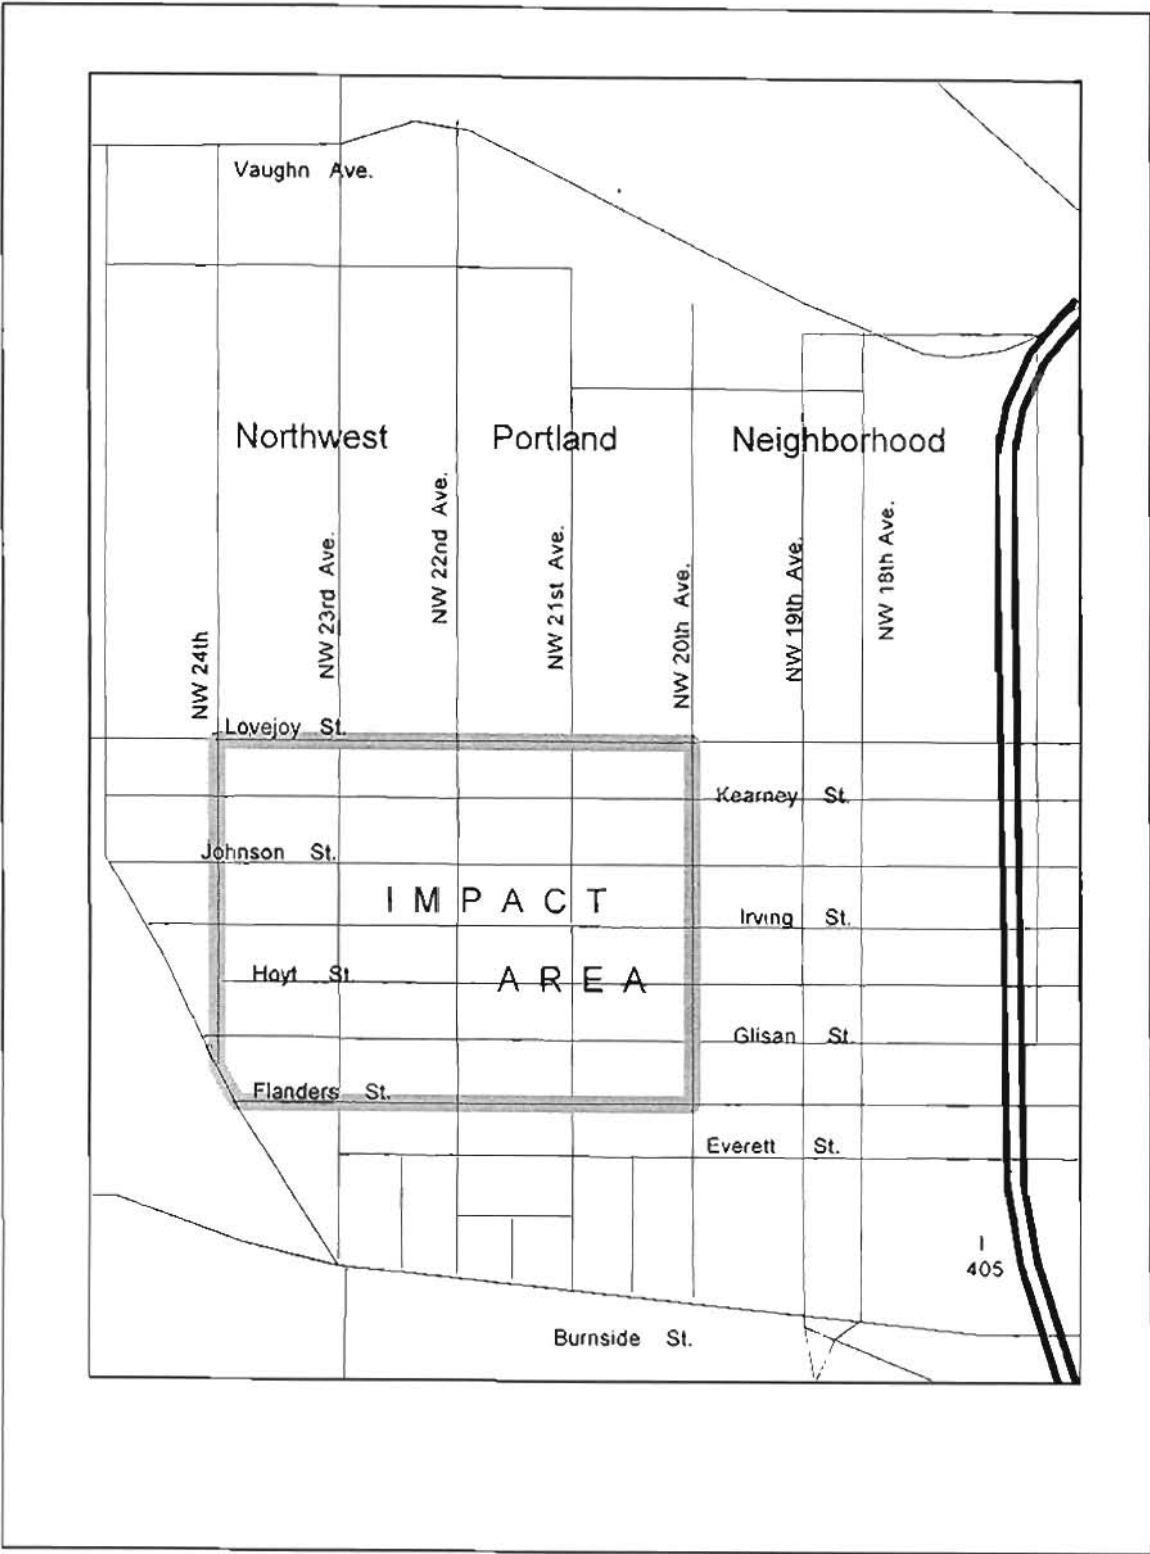 Vaughn Ave.
Northwest Portland Neighborhood
NW 24th
NW 23rd Ave.
NW 22nd Ave.
NW 21st Ave.
NW 20th Ave.
NW 19th Ave.
NW 18th Ave.
Lovejoy St.
Kearney St.
Johnson St.
IMPACT
Irving St.
Hoyt St.
AREA
Glisan St.
Flanders St.
Everett St.
I
405
Burnside St.